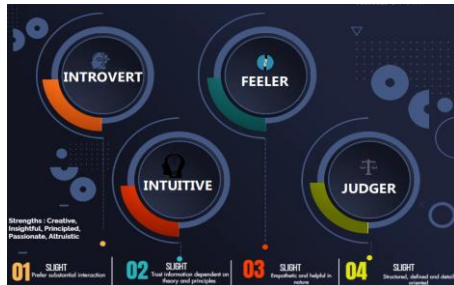 INTROVERT
FEELER
INTUITIVE
JUDGER
Strengths : Creative,
Insightful, Principled,
Passionate, Altruistic
01 SLIGHT
Prefer substantial interaction
02 SLIGHT
Trust information dependent on
theory and principles
03 SLIGHT
Empathetic and helpful in
nature
04 SLIGHT
Structured, defined and detail
oriented